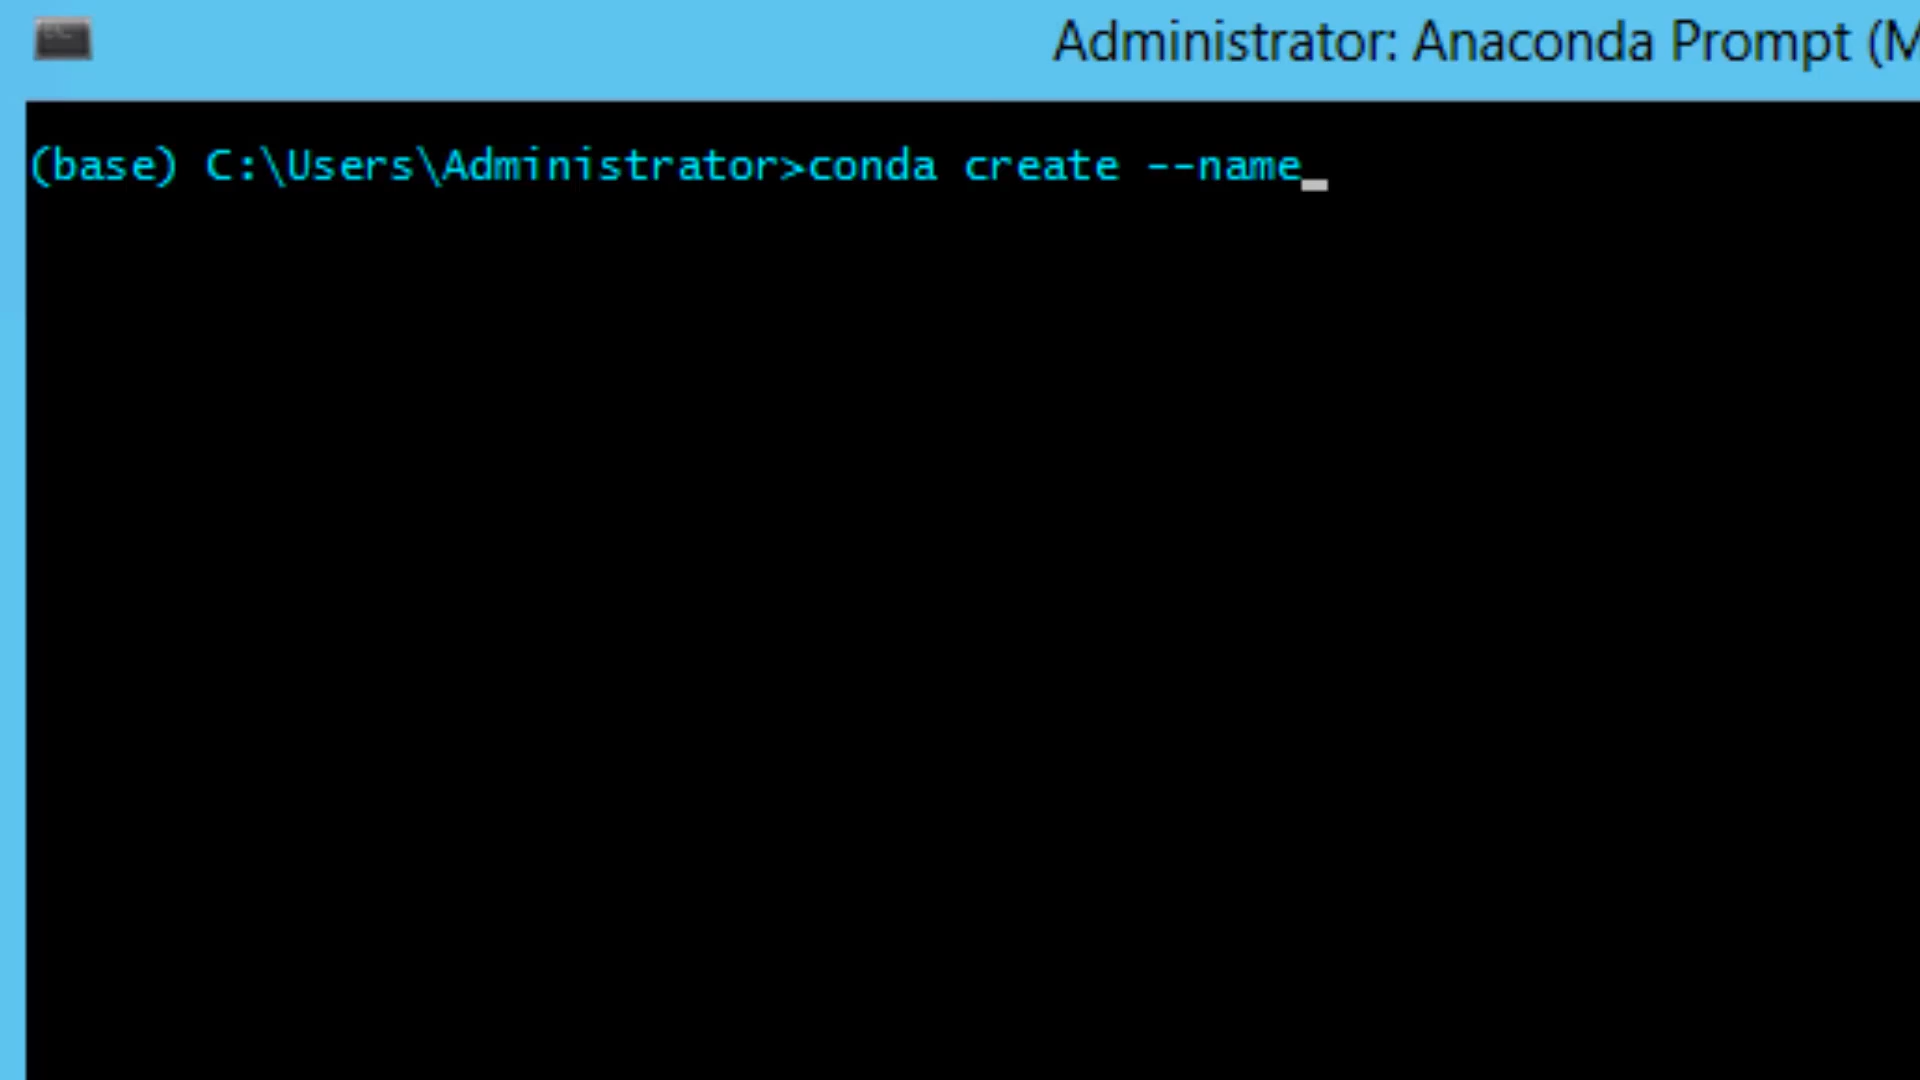 Administrator: Anaconda Prompt (M
(base) C:\Users\Administrator>conda create --name